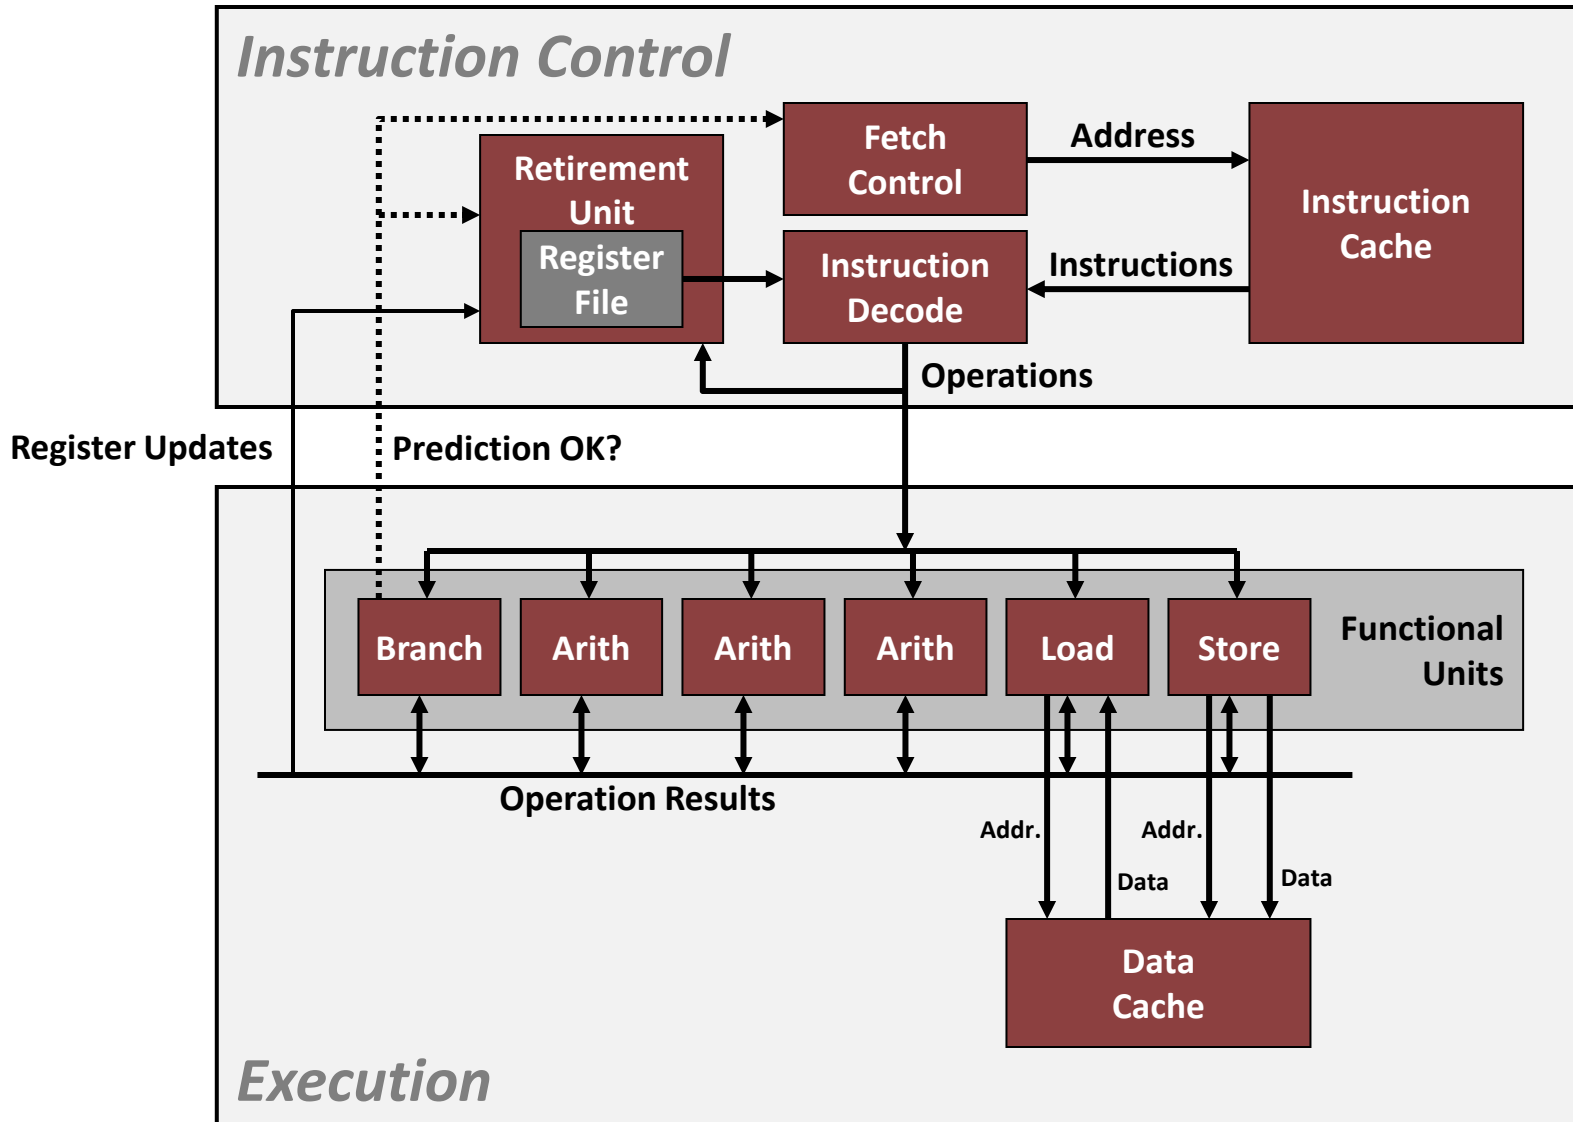 Instruction Control
Fetch
Control
Address
Instruction
Cache
Retirement
Unit
Register
File
Instruction
Decode
Instructions
Operations
Register Updates
Prediction OK?
Branch
Arith
Arith
Arith
Load
Store
Functional
Units
Operation Results
Addr.
Addr.
Data
Data
Data
Cache
Execution